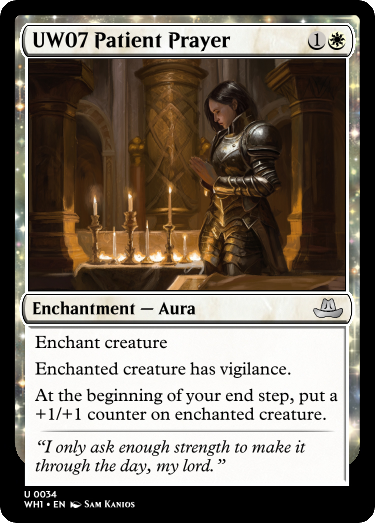 UW07 Patient Prayer 1
Enchantment — Aura
Enchant creature
Enchanted creature has vigilance.
At the beginning of your end step, put a
+1/+1 counter on enchanted creature.
“I only ask enough strength to make it
through the day, my lord.”
U 0034
WH1 • EN Sam Kanios